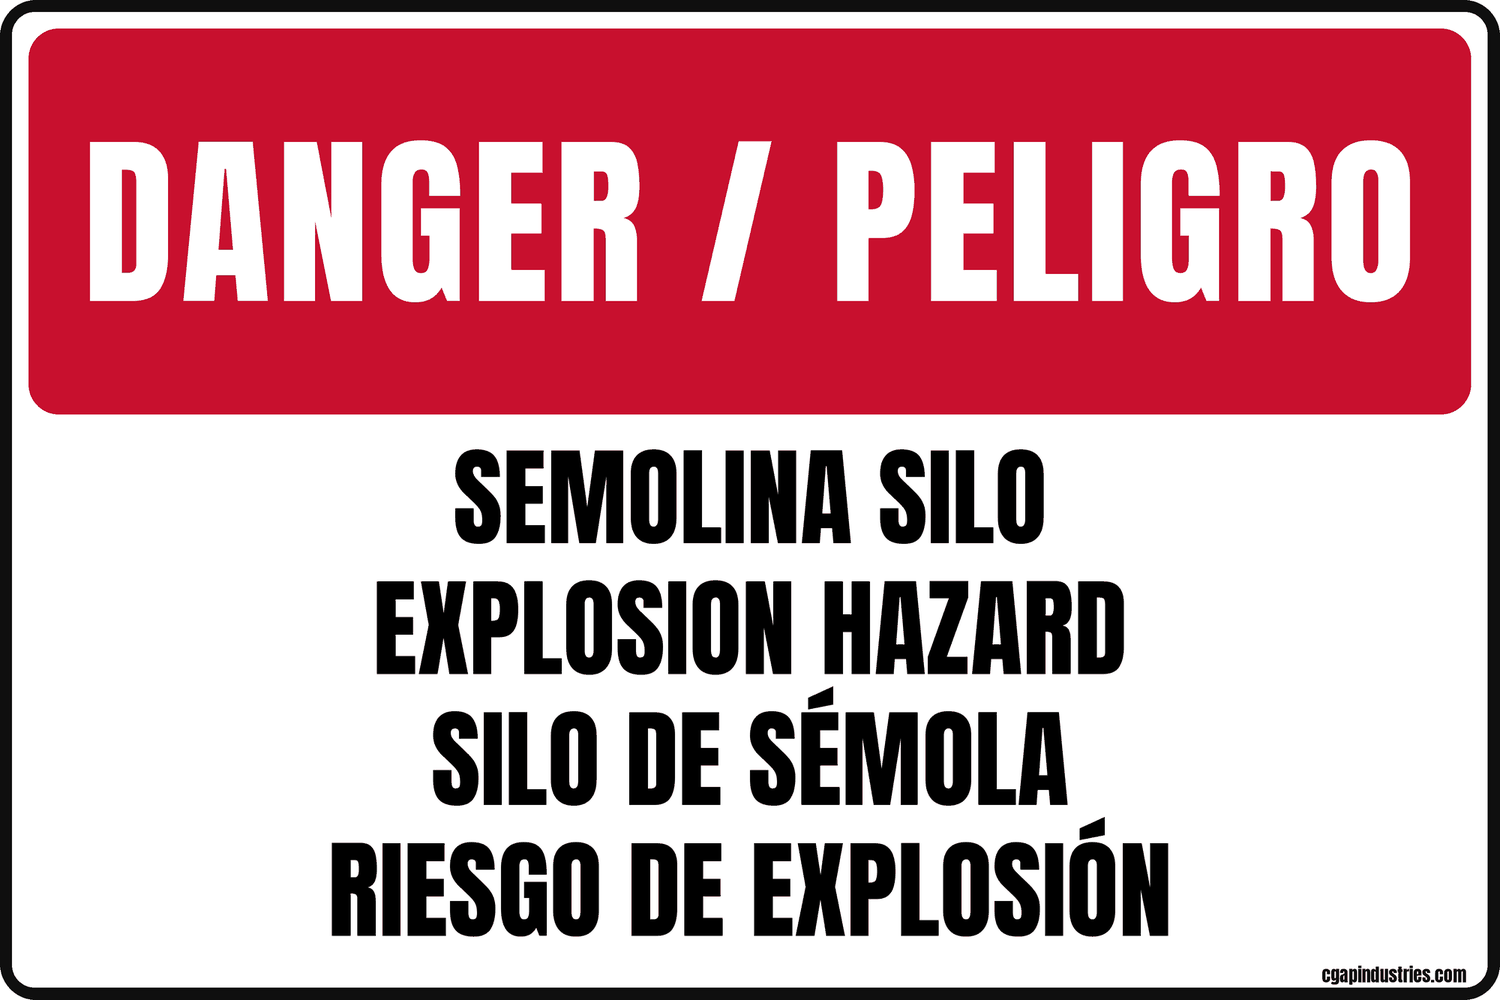 DANGER / PELIGRO
SEMOLINA SILO
EXPLOSION HAZARD
SILO DE SÉMOLA
RIESGO DE EXPLOSIÓN
cgapindustries.com